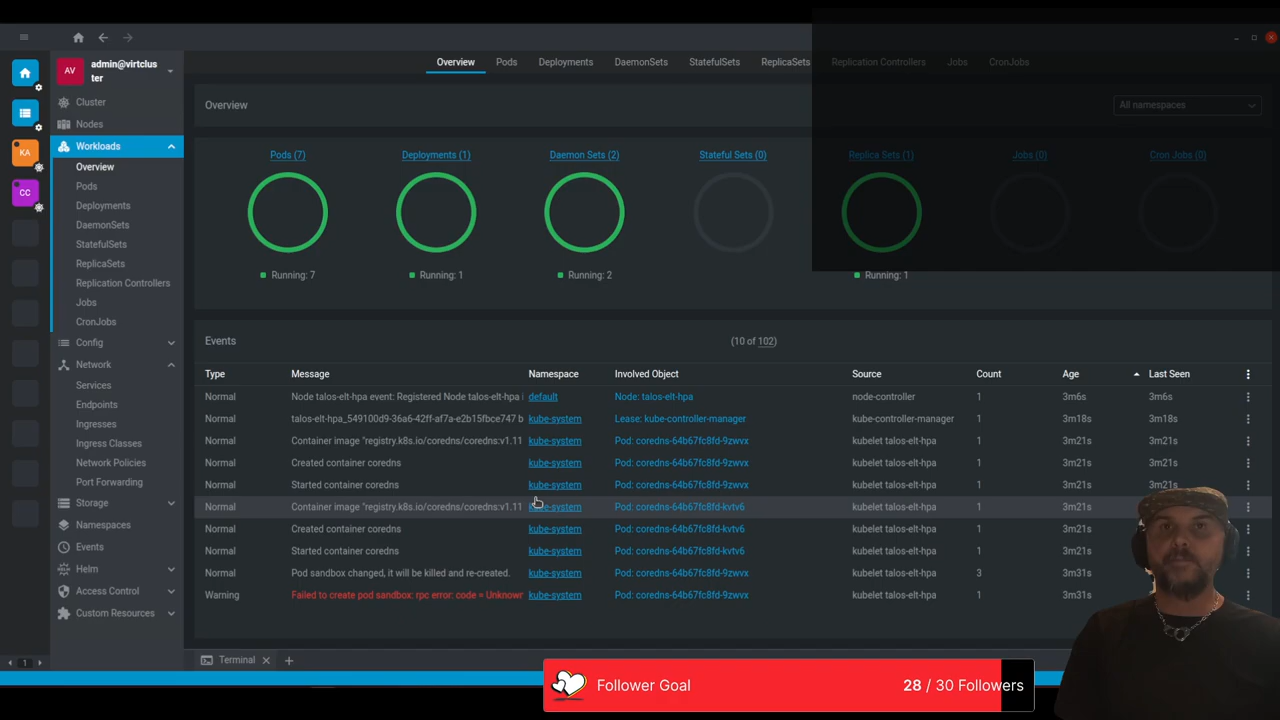 AV
admin@virtclus
ter
Cluster
Nodes
Workloads
Overview
Pods
Deployments
DaemonSets
StatefulSets
ReplicaSets
Replication Controllers
Jobs
CronJobs
Config
Network
Services
Endpoints
Ingresses
Ingress Classes
Network Policies
Port Forwarding
Storage
Namespaces
Events
Helm
Access Control
Custom Resources
KA
CC
1
Overview Pods Deployments DaemonSets StatefulSets ReplicaSets Replication Controllers Jobs CronJobs
Overview
All namespaces
Pods (7) Deployments (1) Daemon Sets (2) Stateful Sets (0) Replica Sets (1) Jobs (0) Cron Jobs (0)
Running: 7 Running: 1 Running: 2 Running: 1
Events (10 of 102)
Type Message Namespace Involved Object Source Count Age Last Seen
Normal Node talos-elt-hpa event: Registered Node talos-elt-hpa i default Node: talos-elt-hpa node-controller 1 3m6s 3m6s
Normal talos-elt-hpa_549100d9-36a6-42ff-af7a-e2b15fbce747 b kube-system Lease: kube-controller-manager kube-controller-manager 1 3m18s 3m18s
Normal Container image "registry.k8s.io/coredns/coredns:v1.11 kube-system Pod: coredns-64b67fc8fd-9zwvx kubelet talos-elt-hpa 1 3m21s 3m21s
Normal Created container coredns kube-system Pod: coredns-64b67fc8fd-9zwvx kubelet talos-elt-hpa 1 3m21s 3m21s
Normal Started container coredns kube-system Pod: coredns-64b67fc8fd-9zwvx kubelet talos-elt-hpa 1 3m21s 3m21s
Normal Container image "registry.k8s.io/coredns/coredns:v1.11 kube-system Pod: coredns-64b67fc8fd-kvtv6 kubelet talos-elt-hpa 1 3m21s
Normal Created container coredns kube-system Pod: coredns-64b67fc8fd-kvtv6 kubelet talos-elt-hpa 1 3m21s
Normal Started container coredns kube-system Pod: coredns-64b67fc8fd-kvtv6 kubelet talos-elt-hpa 1 3m21s
Normal Pod sandbox changed, it will be killed and re-created. kube-system Pod: coredns-64b67fc8fd-9zwvx kubelet talos-elt-hpa 3 3m31s
Warning Failed to create pod sandbox: rpc error: code = Unknown kube-system Pod: coredns-64b67fc8fd-9zwvx kubelet talos-elt-hpa 1 3m31s
Terminal
Follower Goal 28 / 30 Followers